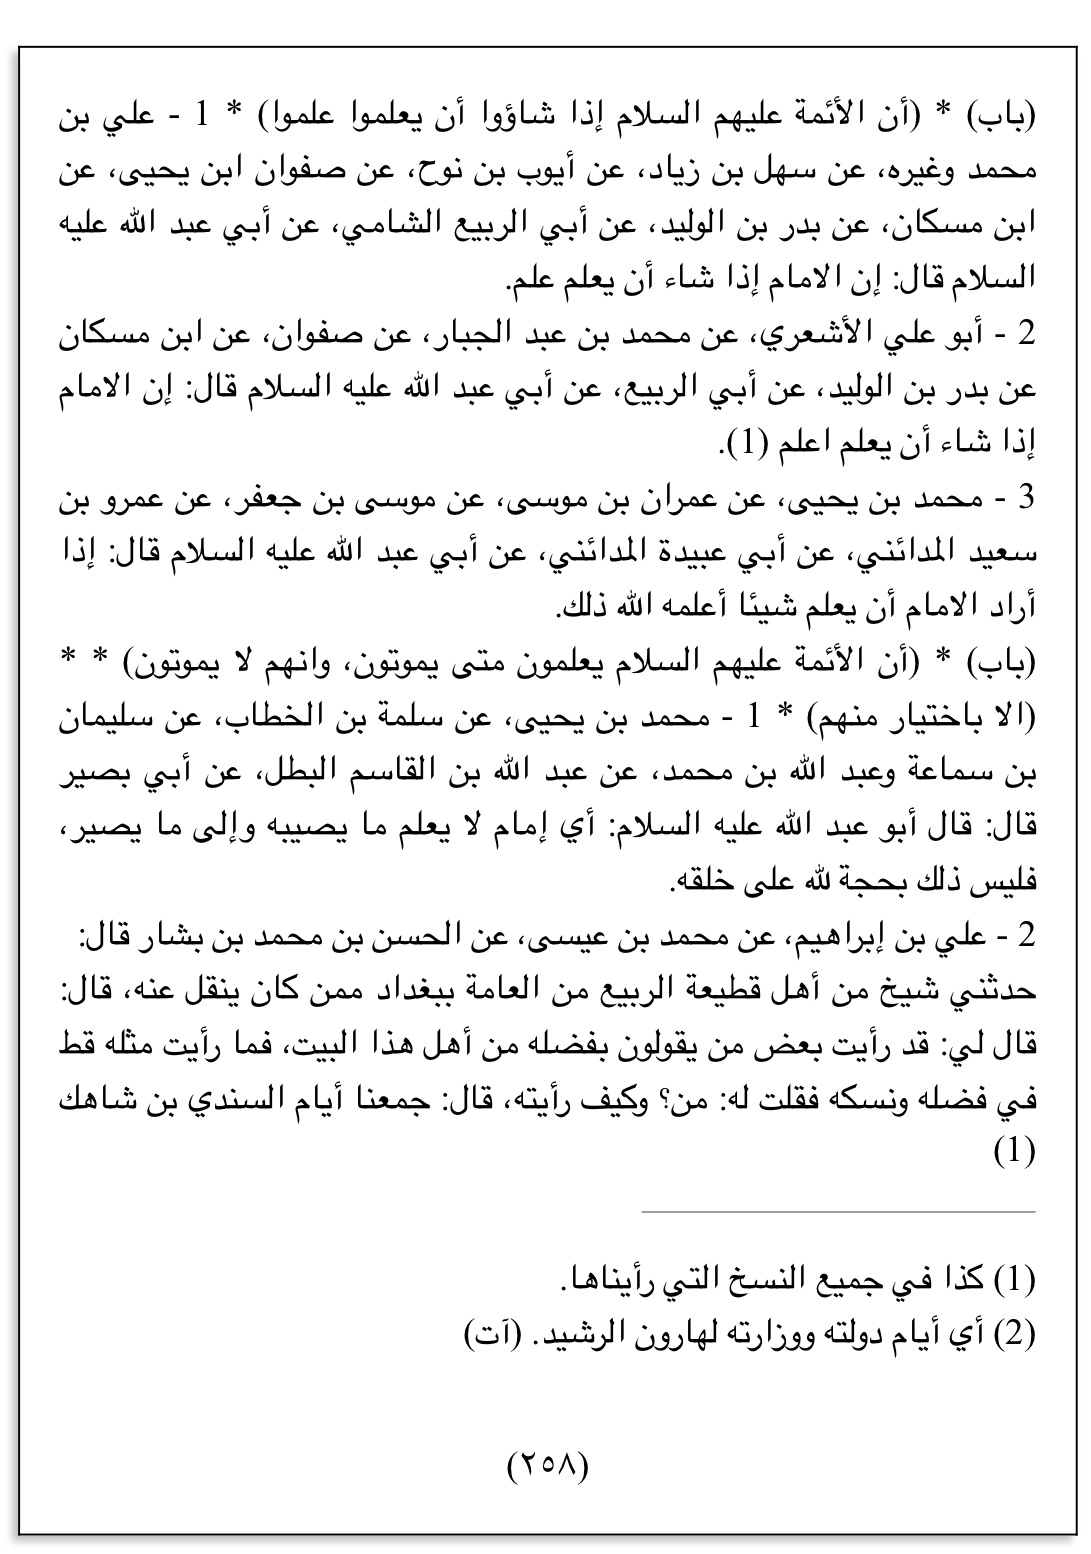 (باب) * (أن الأئمة عليهم السلام إذا شاؤوا أن يعلموا علموا) * 1 - علي بن
محمد وغيره، عن سهل بن زياد، عن أيوب بن نوح، عن صفوان ابن يحيى، عن
ابن مسكان، عن بدر بن الوليد، عن أبي الربيع الشامي، عن أبي عبد الله عليه
السلام قال: إن الامام إذا شاء أن يعلم علم.
2 - أبو علي الأشعري، عن محمد بن عبد الجبار، عن صفوان، عن ابن مسكان
عن بدر بن الوليد، عن أبي الربيع، عن أبي عبد الله عليه السلام قال: إن الامام
إذا شاء أن يعلم اعلم (1).
3 - محمد بن يحيى، عن عمران بن موسى، عن موسى بن جعفر، عن عمرو بن
سعيد المدائني، عن أبي عبيدة المدائني، عن أبي عبد الله عليه السلام قال: إذا
أراد الامام أن يعلم شيئا أعلمه الله ذلك.
(باب) * (أن الأئمة عليهم السلام يعلمون متى يموتون، وانهم لا يموتون) * *
(الا باختيار منهم) * 1 - محمد بن يحيى، عن سلمة بن الخطاب، عن سليمان
بن سماعة وعبد الله بن محمد، عن عبد الله بن القاسم البطل، عن أبي بصير
قال: قال أبو عبد الله عليه السلام: أي إمام لا يعلم ما يصيبه وإلى ما يصير،
فليس ذلك بحجة لله على خلقه.
2 - علي بن إبراهيم، عن محمد بن عيسى، عن الحسن بن محمد بن بشار قال:
حدثني شيخ من أهل قطيعة الربيع من العامة ببغداد ممن كان ينقل عنه، قال:
قال لي: قد رأيت بعض من يقولون بفضله من أهل هذا البيت، فما رأيت مثله قط
في فضله ونسكه فقلت له: من؟ وكيف رأيته، قال: جمعنا أيام السندي بن شاهك
(1)
(1) كذا في جميع النسخ التي رأيناها.
(2) أي أيام دولته ووزارته لهارون الرشيد. (آت)
(٢٥٨)